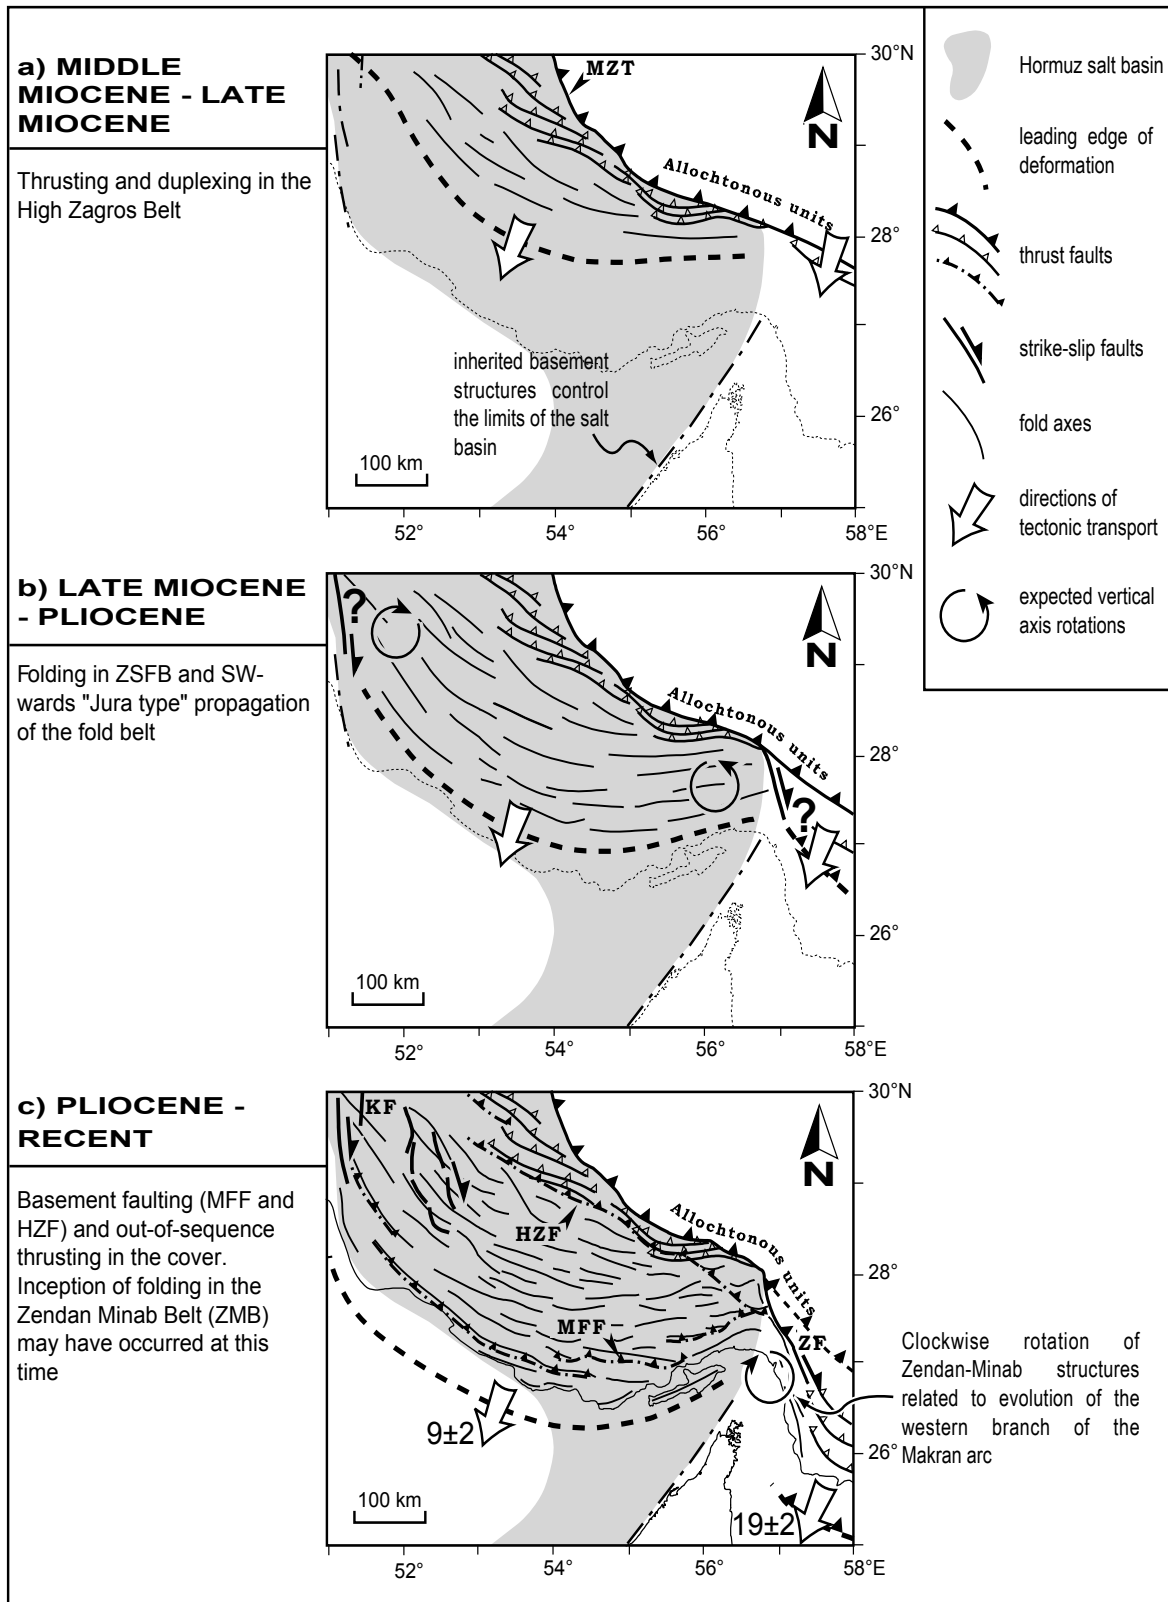 a) MIDDLE
MIOCENE - LATE
MIOCENE
Thrusting and duplexing in the
High Zagros Belt
MZT
Allochtonous units
N
30°N
28°
26°
inherited basement
structures control
the limits of the salt
basin
100 km
52°
54°
56°
58°E
b) LATE MIOCENE
- PLIOCENE
Folding in ZSFB and SW-
wards "Jura type" propagation
of the fold belt
?
Allochtonous units
?
N
30°N
28°
26°
100 km
52°
54°
56°
58°E
c) PLIOCENE -
RECENT
Basement faulting (MFF and
HZF) and out-of-sequence
thrusting in the cover.
Inception of folding in the
Zendan Minab Belt (ZMB)
may have occurred at this
time
KF
HZF
MFF
ZF
Allochtonous units
N
30°N
28°
26°
9±2
19±2
100 km
52°
54°
56°
58°E
Clockwise rotation of
Zendan-Minab structures
related to evolution of the
western branch of the
Makran arc
Hormuz salt basin
leading edge of
deformation
thrust faults
strike-slip faults
fold axes
directions of
tectonic transport
expected vertical
axis rotations